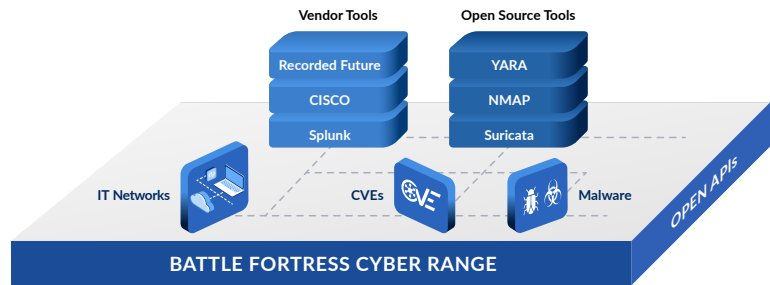 Vendor Tools
Open Source Tools
Recorded Future
CISCO
Splunk
YARA
NMAP
Suricata
IT Networks
CVEs
CVE
Malware
OPEN APIs
BATTLE FORTRESS CYBER RANGE